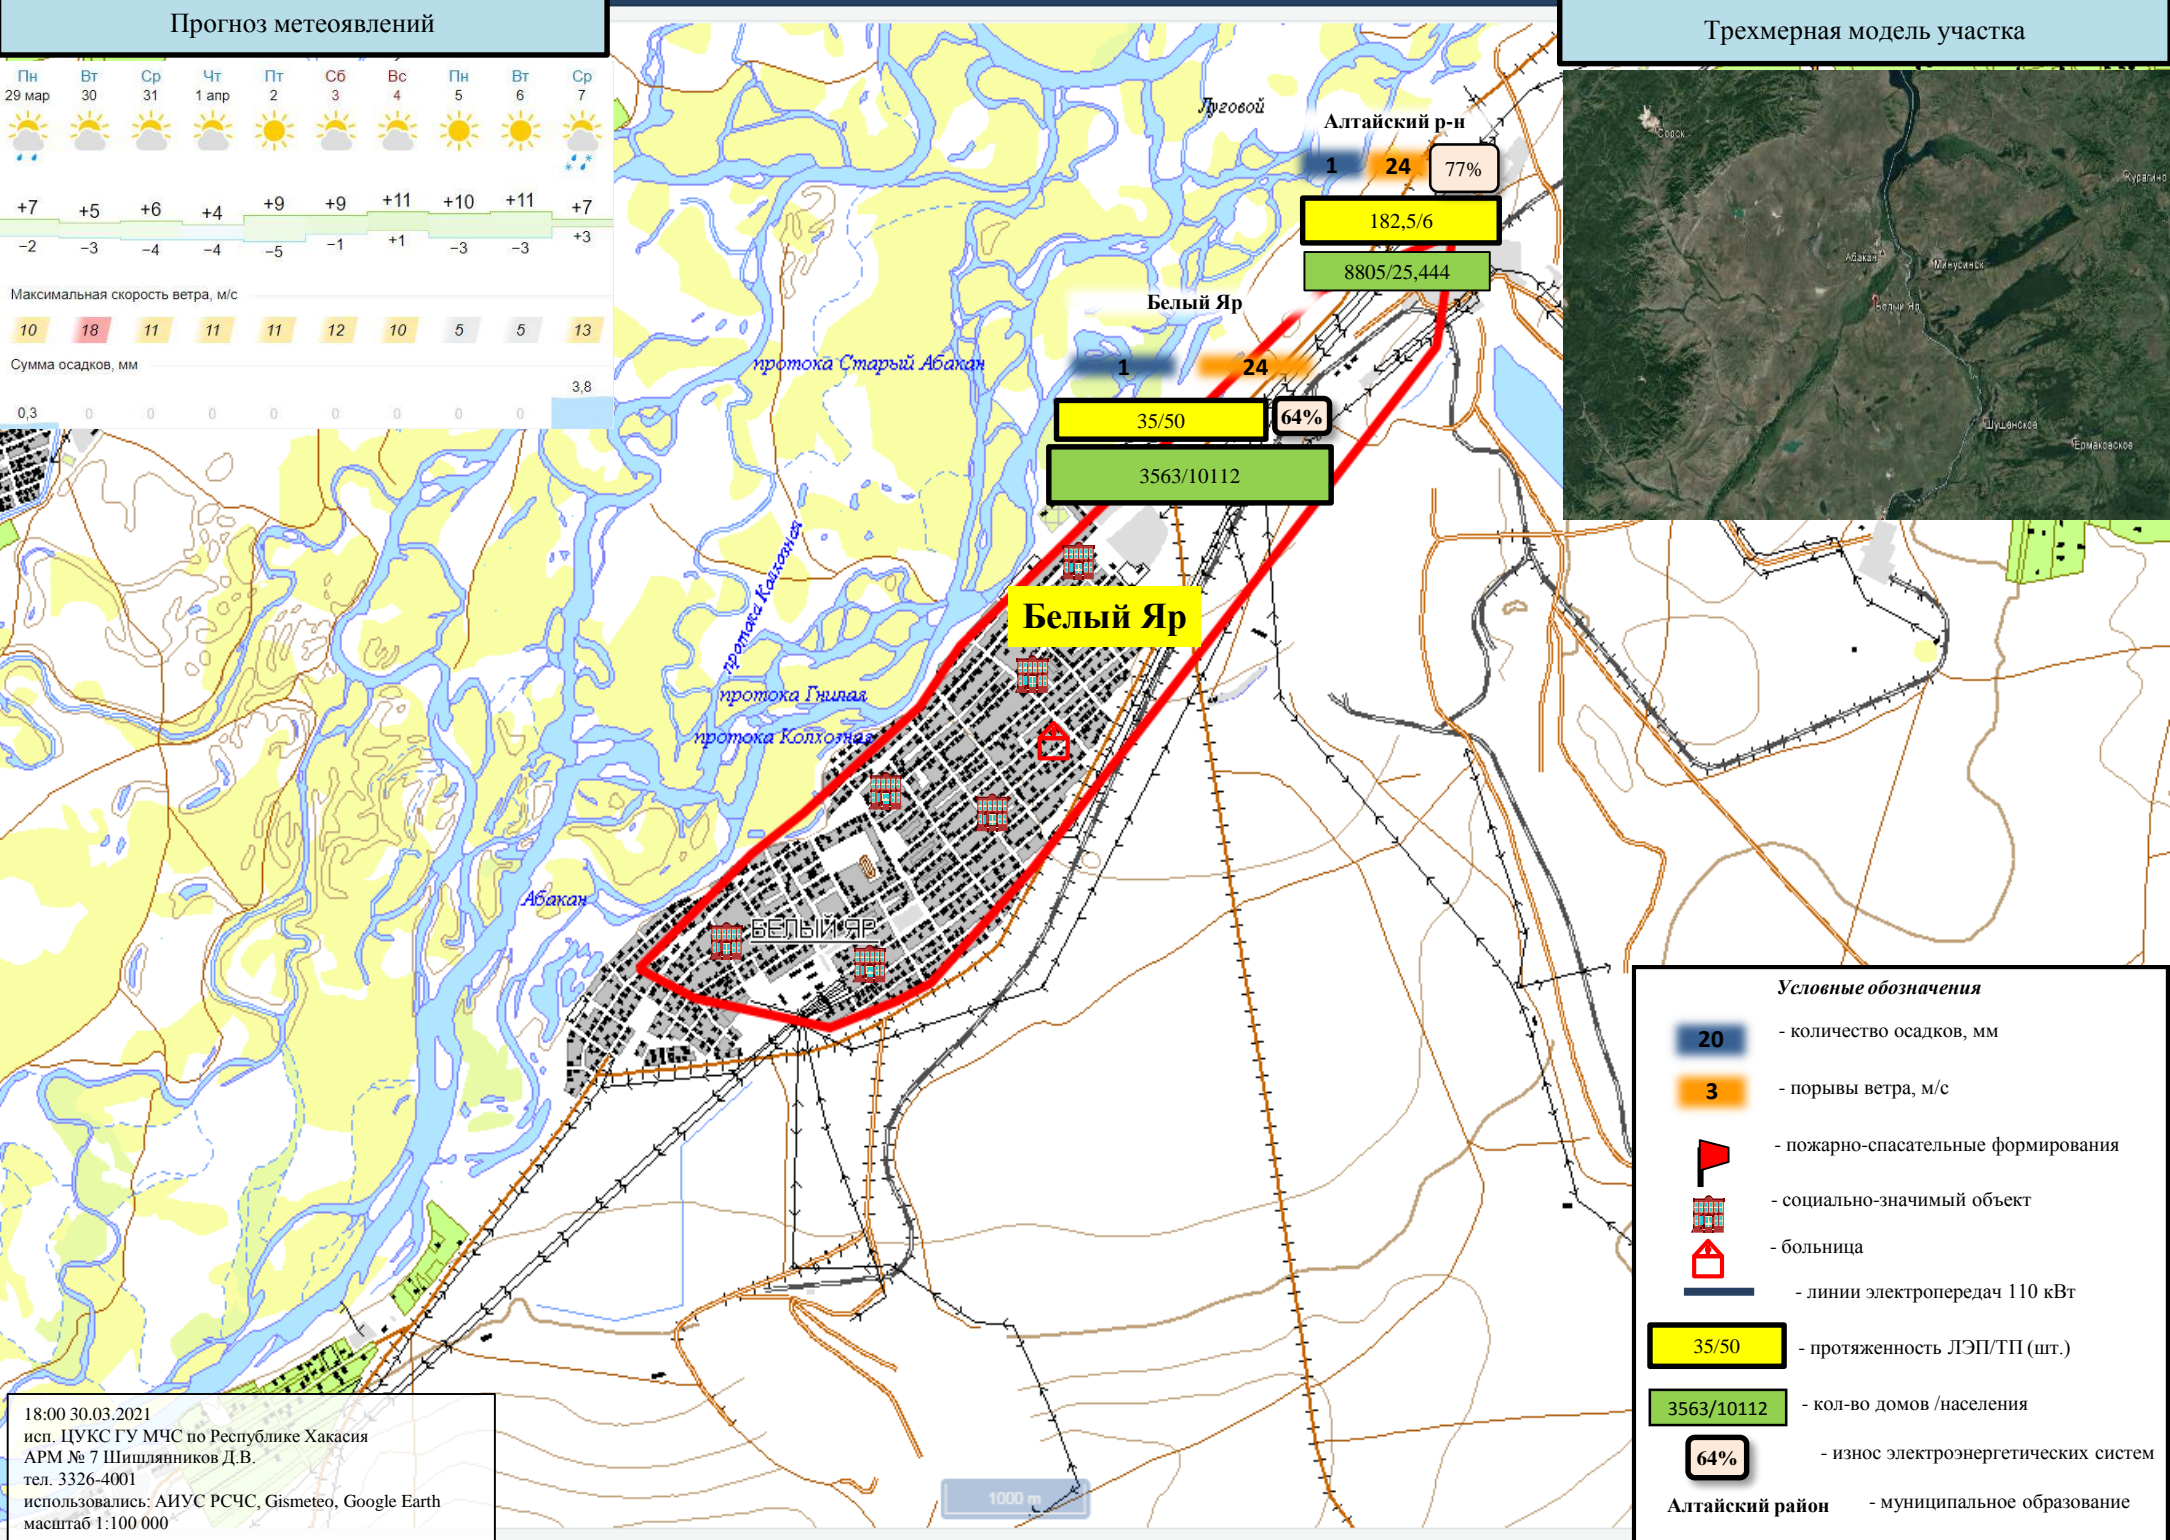 Прогноз метеоявлений
Трехмерная модель участка
Пн Вт Ср Чт Пт Сб Вс Пн Вт Ср
29 мар 30 31 1 апр 2 3 4 5 6 7
+7 +5 +6 +4 +9 +9 +11 +10 +11 +7
−2 −3 −4 −4 −5 −1 +1 −3 −3 +3
Максимальная скорость ветра, м/с
10 18 11 11 11 12 10 5 5 13
Сумма осадков, мм
0,3 0 0 0 0 0 0 0 0 3,8
Луговой
Алтайский р-н
1 24 77%
182,5/6
8805/25,444
Белый Яр
1 24
35/50 64%
3563/10112
протока Старый Абакан
протока Колхозная
Белый Яр
протока Гнилая
протока Колхозная
Абакан
БЕЛЫЙ ЯР
Сорск
Курагино
Абакан
Минусинск
Белый Яр
Шушенское
Ермаковское
Условные обозначения
20 - количество осадков, мм
3 - порывы ветра, м/с
- пожарно-спасательные формирования
- социально-значимый объект
- больница
- линии электропередач 110 кВт
35/50 - протяженность ЛЭП/ТП (шт.)
3563/10112 - кол-во домов /населения
64% - износ электроэнергетических систем
Алтайский район - муниципальное образование
18:00 30.03.2021
исп. ЦУКС ГУ МЧС по Республике Хакасия
АРМ № 7 Шишлянников Д.В.
тел. 3326-4001
использовались: АИУС РСЧС, Gismeteo, Google Earth
масштаб 1:100 000
1000 m